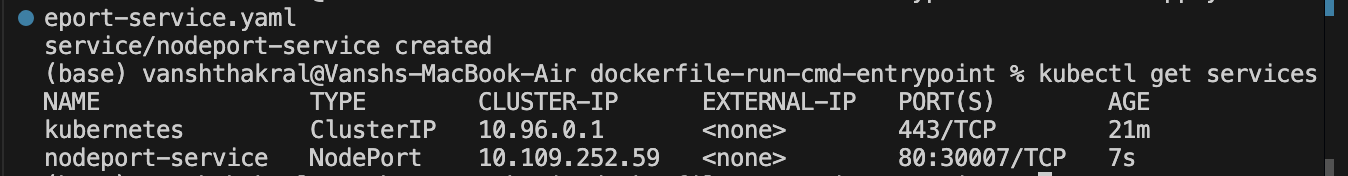 eport-service.yaml
service/nodeport-service created
(base) vanshthakral@Vanshs-MacBook-Air dockerfile-run-cmd-entrypoint % kubectl get services
NAME TYPE CLUSTER-IP EXTERNAL-IP PORT(S) AGE
kubernetes ClusterIP 10.96.0.1 <none> 443/TCP 21m
nodeport-service NodePort 10.109.252.59 <none> 80:30007/TCP 7s